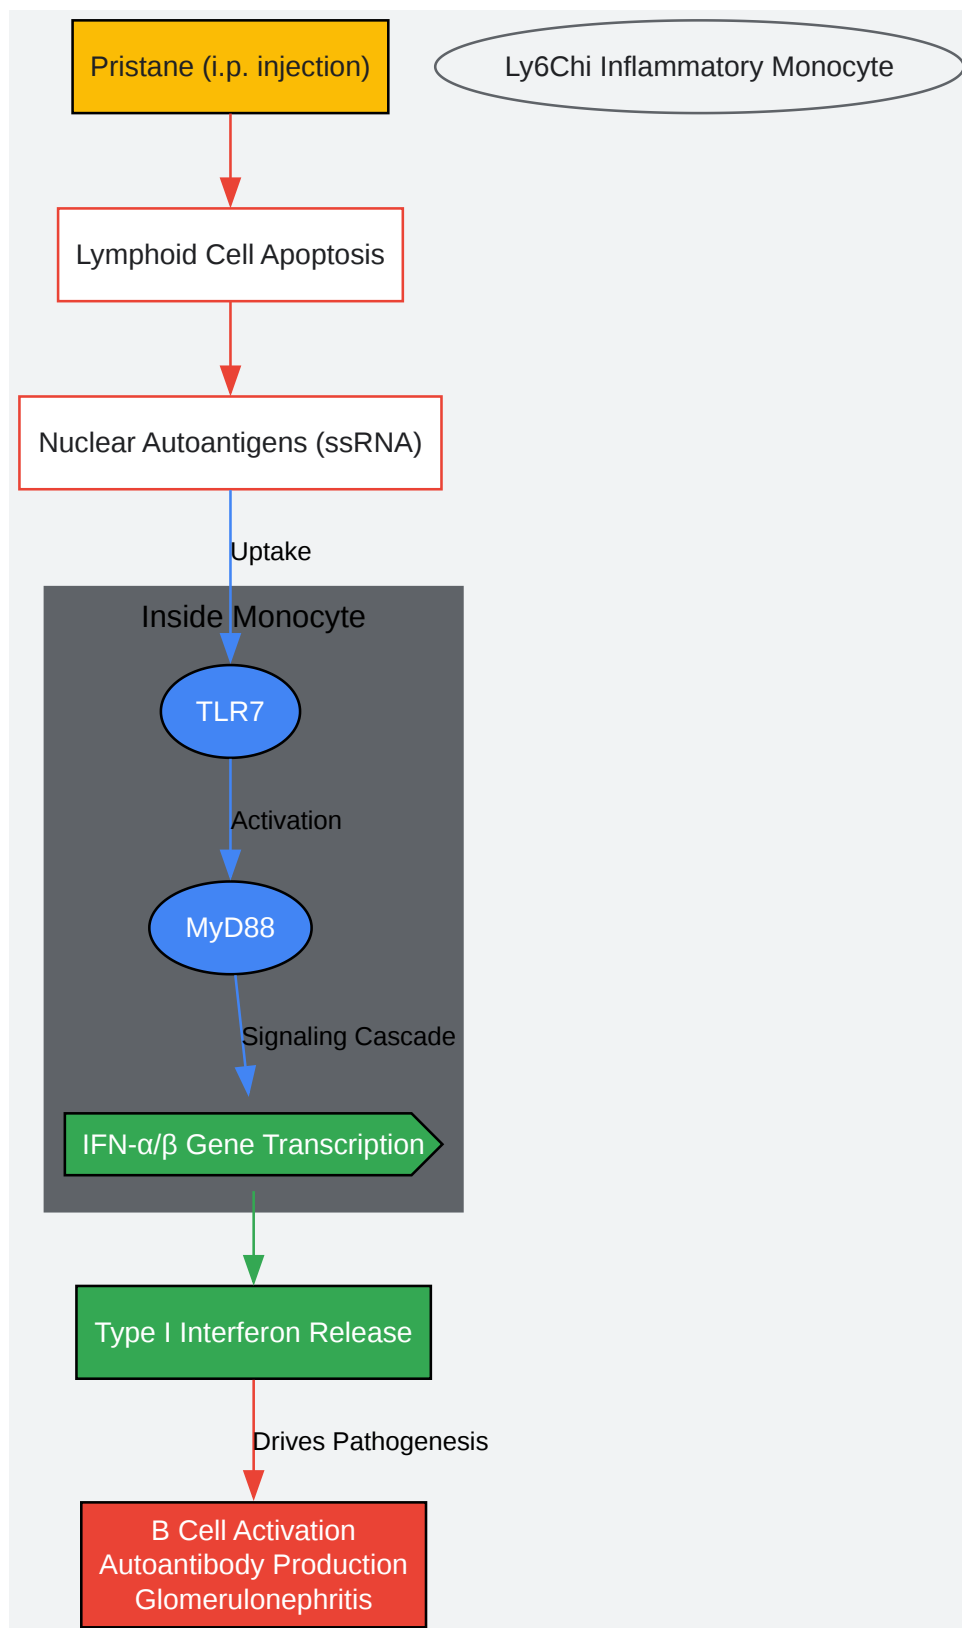 Pristane (i.p. injection)
Ly6Chi Inflammatory Monocyte
Lymphoid Cell Apoptosis
Nuclear Autoantigens (ssRNA)
Uptake
Inside Monocyte
TLR7
Activation
MyD88
Signaling Cascade
IFN-α/β Gene Transcription
Type I Interferon Release
Drives Pathogenesis
B Cell Activation
Autoantibody Production
Glomerulonephritis